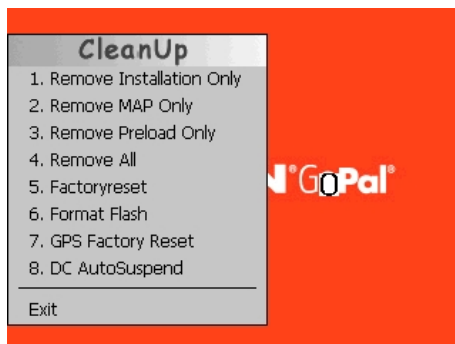 CleanUp
1. Remove Installation Only
2. Remove MAP Only
3. Remove Preload Only
4. Remove All
5. Factoryreset
6. Format Flash
7. GPS Factory Reset
8. DC AutoSuspend
Exit
N® GoPal®